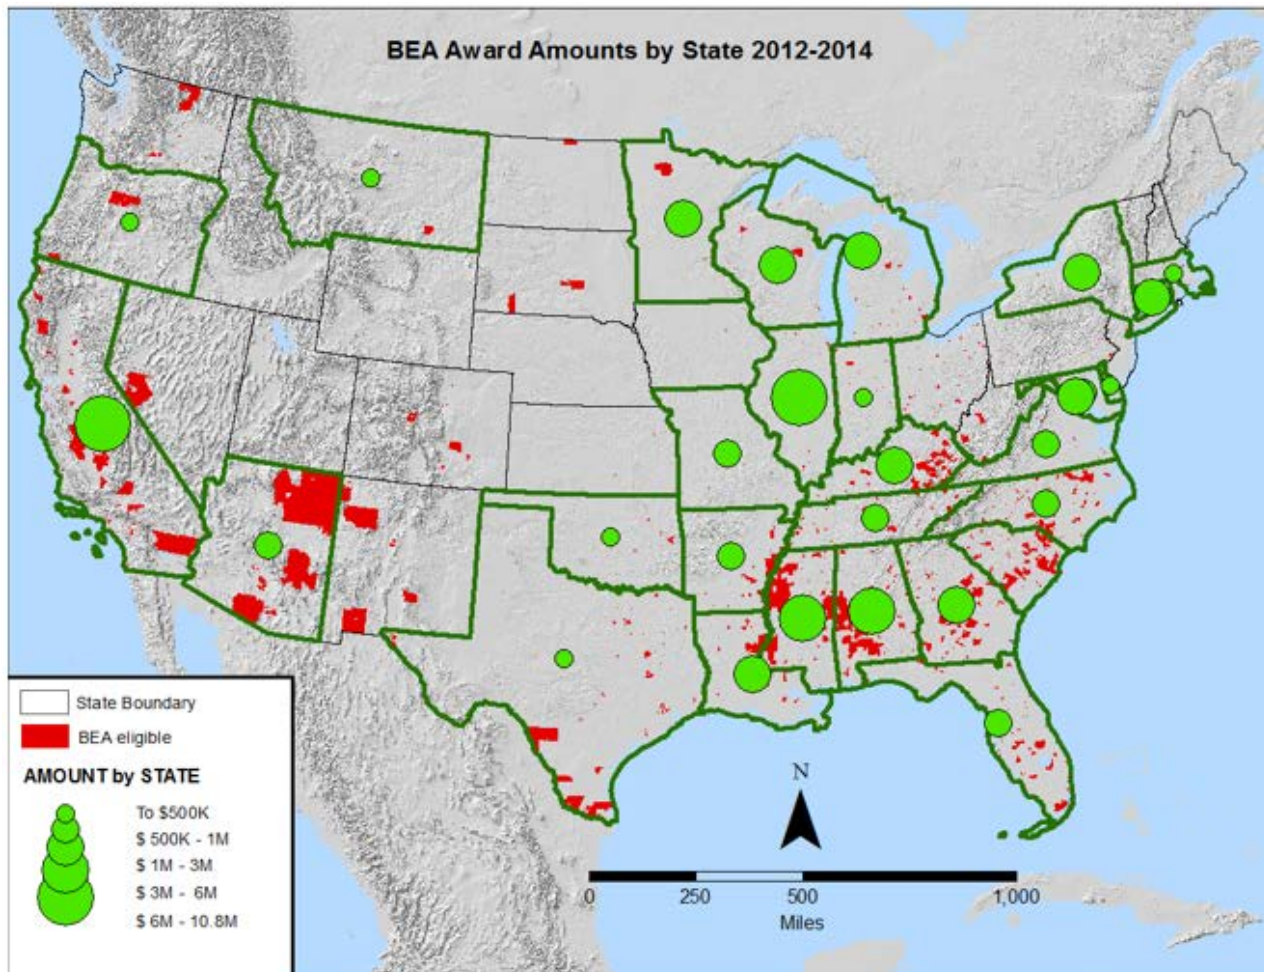 BEA Award Amounts by State 2012-2014
State Boundary
BEA eligible
AMOUNT by STATE
To $500K
$ 500K - 1M
$ 1M - 3M
$ 3M - 6M
$ 6M - 10.8M
N
0 250 500 1,000
Miles